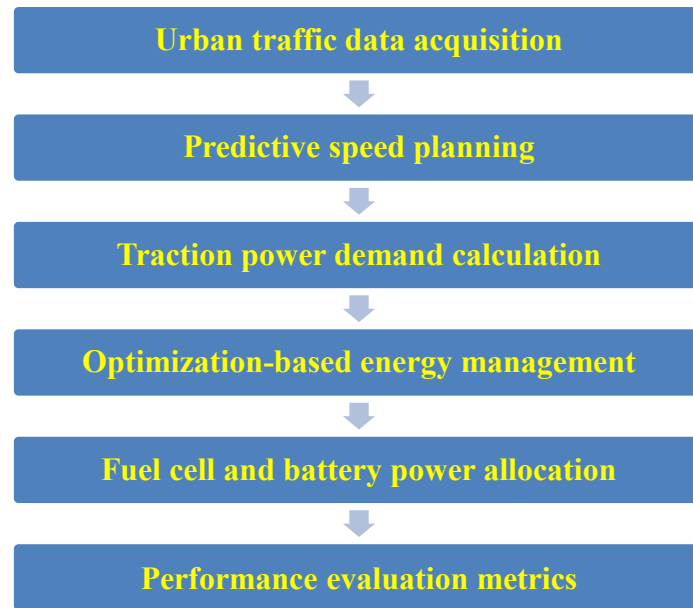 Urban traffic data acquisition
Predictive speed planning
Traction power demand calculation
Optimization-based energy management
Fuel cell and battery power allocation
Performance evaluation metrics